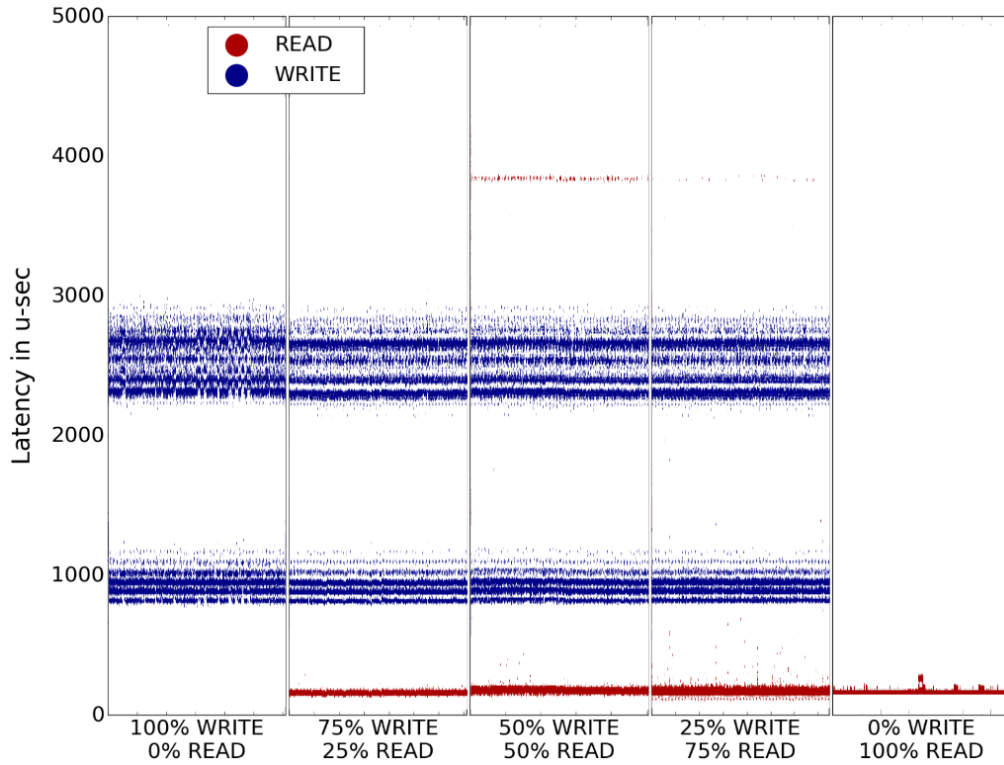 5000
4000
3000
2000
1000
0
Latency in u-sec
READ
WRITE
100% WRITE
0% READ
75% WRITE
25% READ
50% WRITE
50% READ
25% WRITE
75% READ
0% WRITE
100% READ